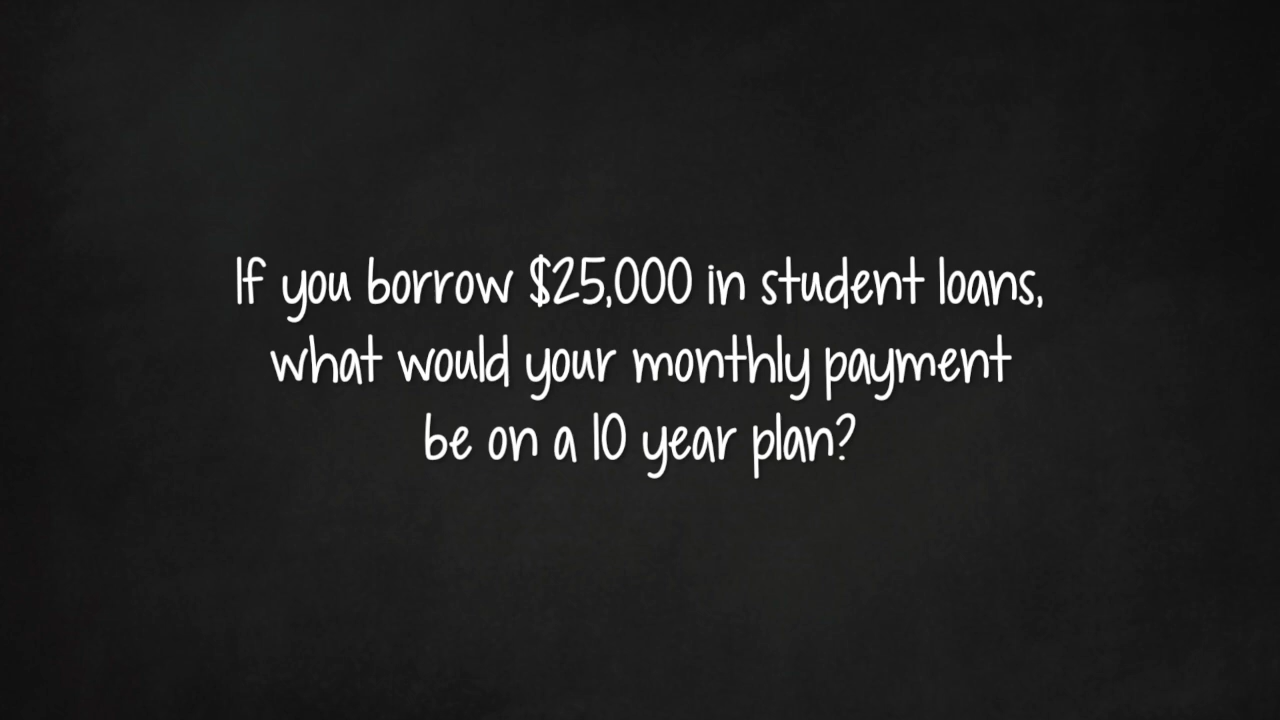 If you borrow $25,000 in student loans,
what would your monthly payment
be on a 10 year plan?